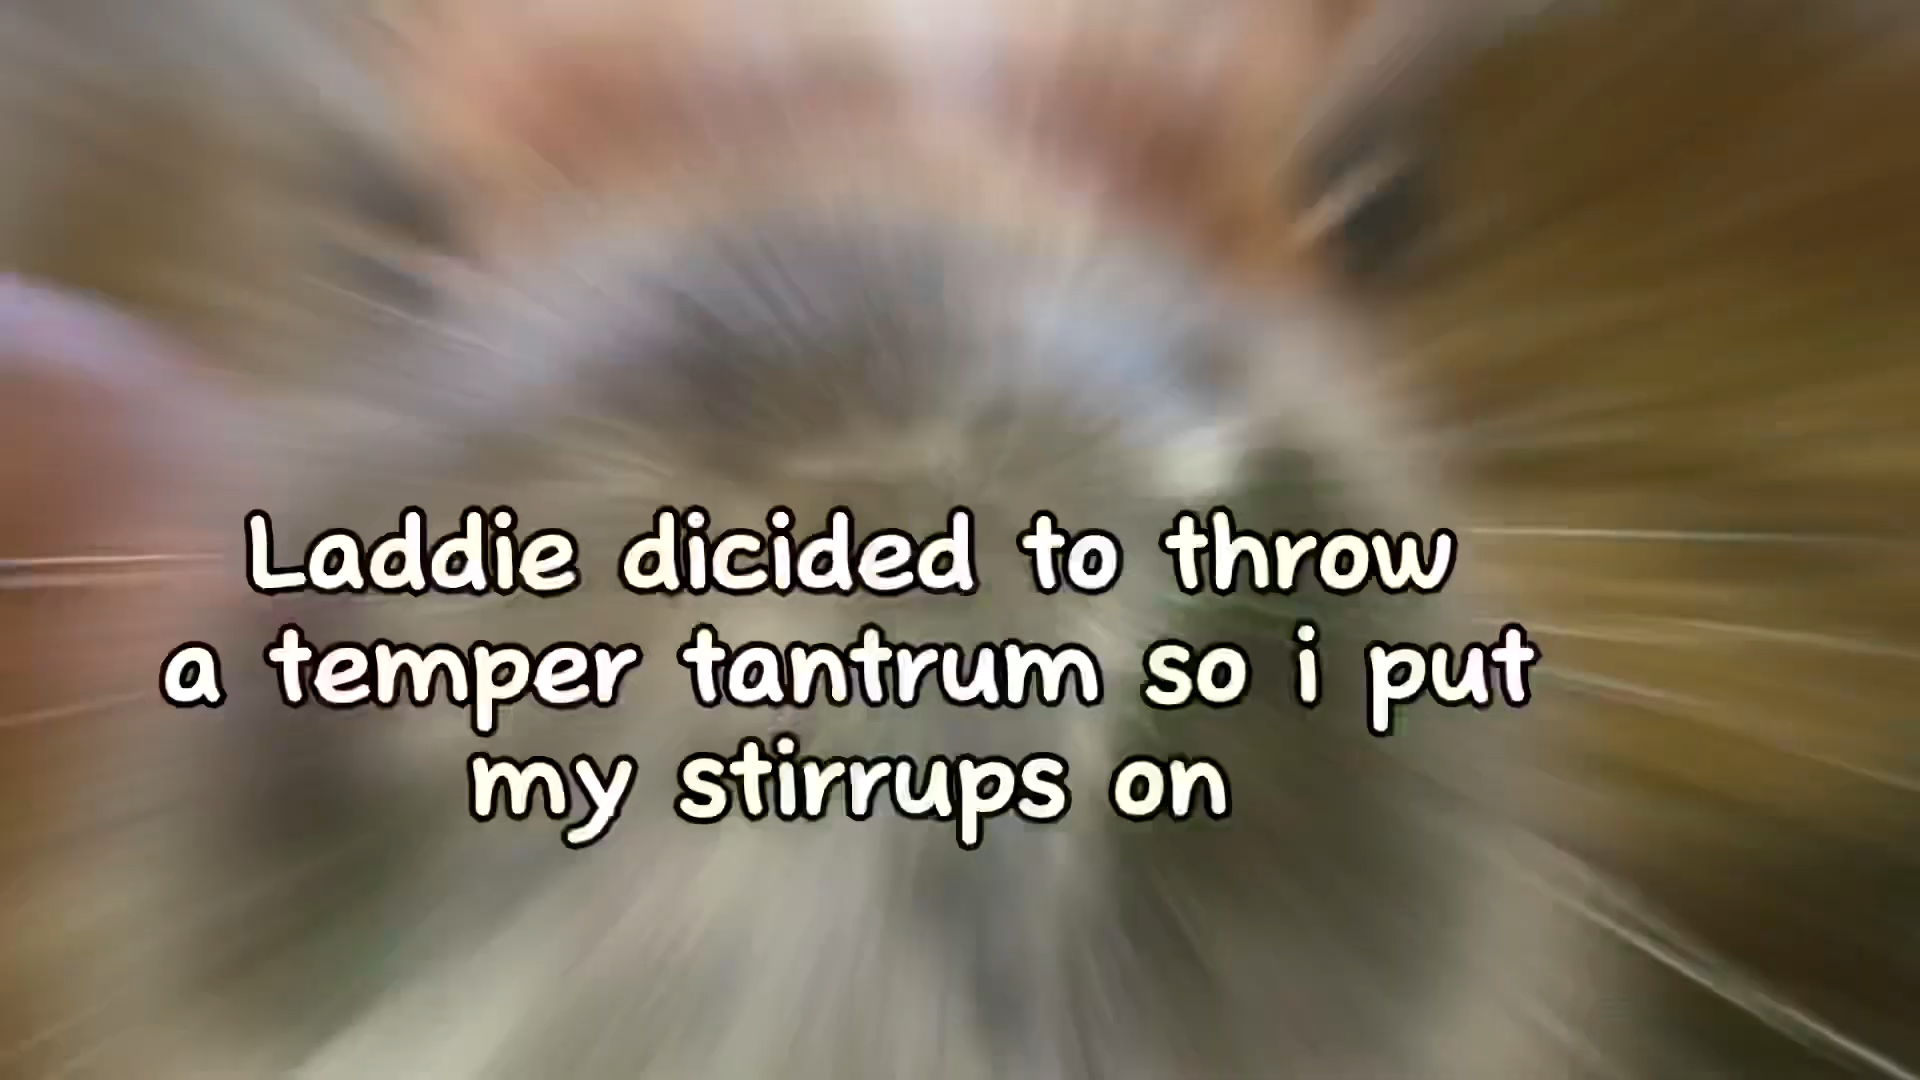 Laddie dicided to throw
a temper tantrum so i put
my stirrups on